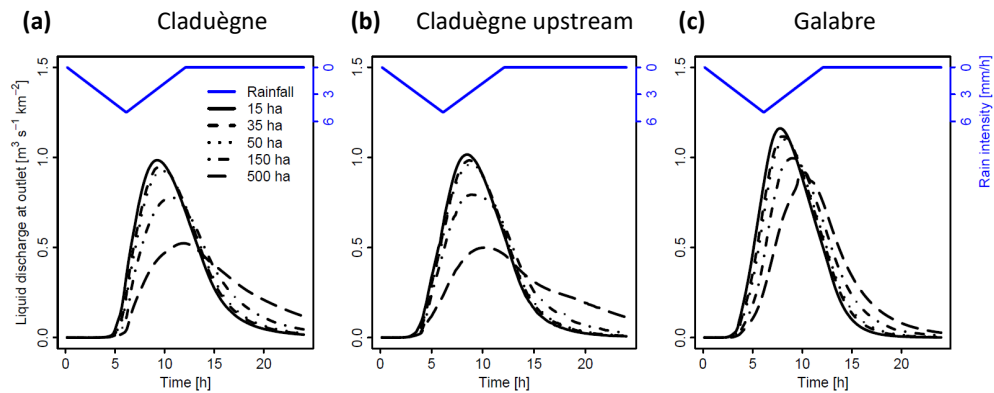 (a) Claduègne
(b) Claduègne upstream
(c) Galabre
Liquid discharge at outlet [m³ s⁻¹ km⁻²]
1.5
1.0
0.5
0.0
0
3
6
Rainfall
15 ha
35 ha
50 ha
150 ha
500 ha
0 5 10 15 20
Time [h]
1.5
1.0
0.5
0.0
0
3
6
0 5 10 15 20
Time [h]
1.5
1.0
0.5
0.0
0
3
6
Rain intensity [mm/h]
0 5 10 15 20
Time [h]